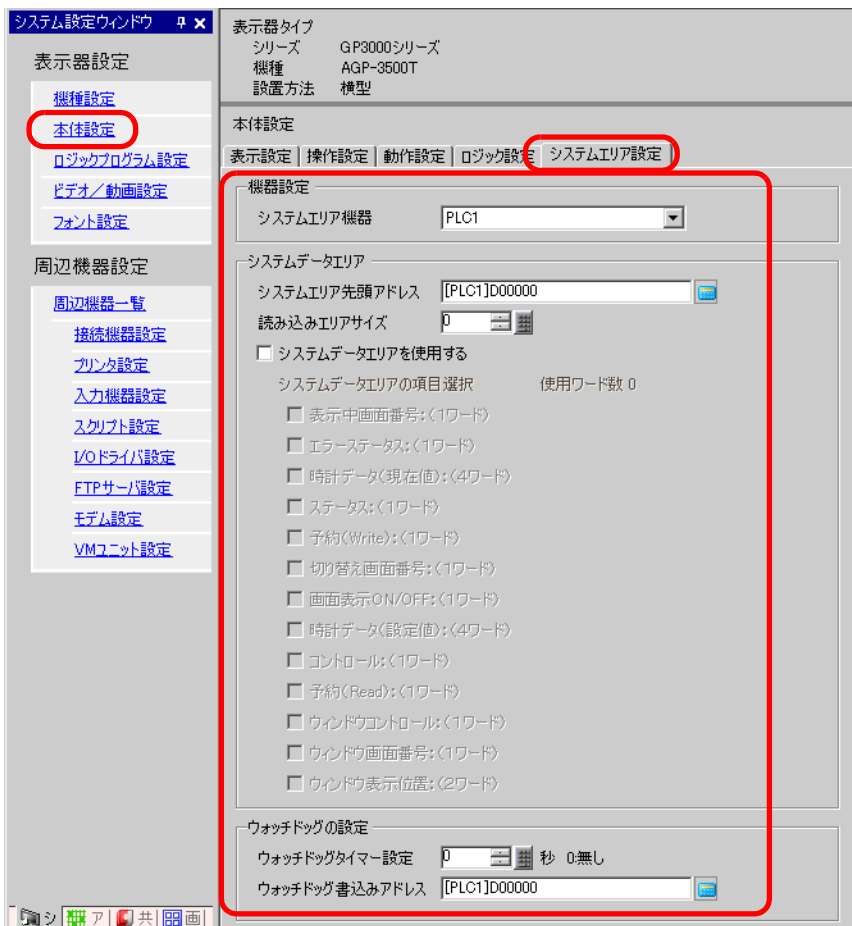 システム設定ウィンドウ
表示器設定
機種設定
本体設定
ロジックプログラム設定
ビデオ／動画設定
フォント設定
周辺機器設定
周辺機器一覧
接続機器設定
プリンタ設定
入力機器設定
スクリプト設定
I/Oドライバ設定
FTPサーバ設定
モデム設定
VMユニット設定
シ ア 共 画
表示器タイプ
シリーズ GP3000シリーズ
機種 AGP-3500T
設置方法 横型
本体設定
表示設定 操作設定 動作設定 ロジック設定 システムエリア設定
機器設定
システムエリア機器 PLC1
システムデータエリア
システムエリア先頭アドレス [PLC1]D00000
読み込みエリアサイズ 0
システムデータエリアを使用する
システムデータエリアの項目選択 使用ワード数 0
表示中画面番号:(1ワード)
エラーステータス:(1ワード)
時計データ(現在値):(4ワード)
ステータス:(1ワード)
予約(Write):(1ワード)
切り替え画面番号:(1ワード)
画面表示ON/OFF:(1ワード)
時計データ(設定値):(4ワード)
コントロール:(1ワード)
予約(Read):(1ワード)
ウィンドウコントロール:(1ワード)
ウィンドウ画面番号:(1ワード)
ウィンドウ表示位置:(2ワード)
ウォッチドッグの設定
ウォッチドッグタイマー設定 0 秒 0:無し
ウォッチドッグ書込みアドレス [PLC1]D00000